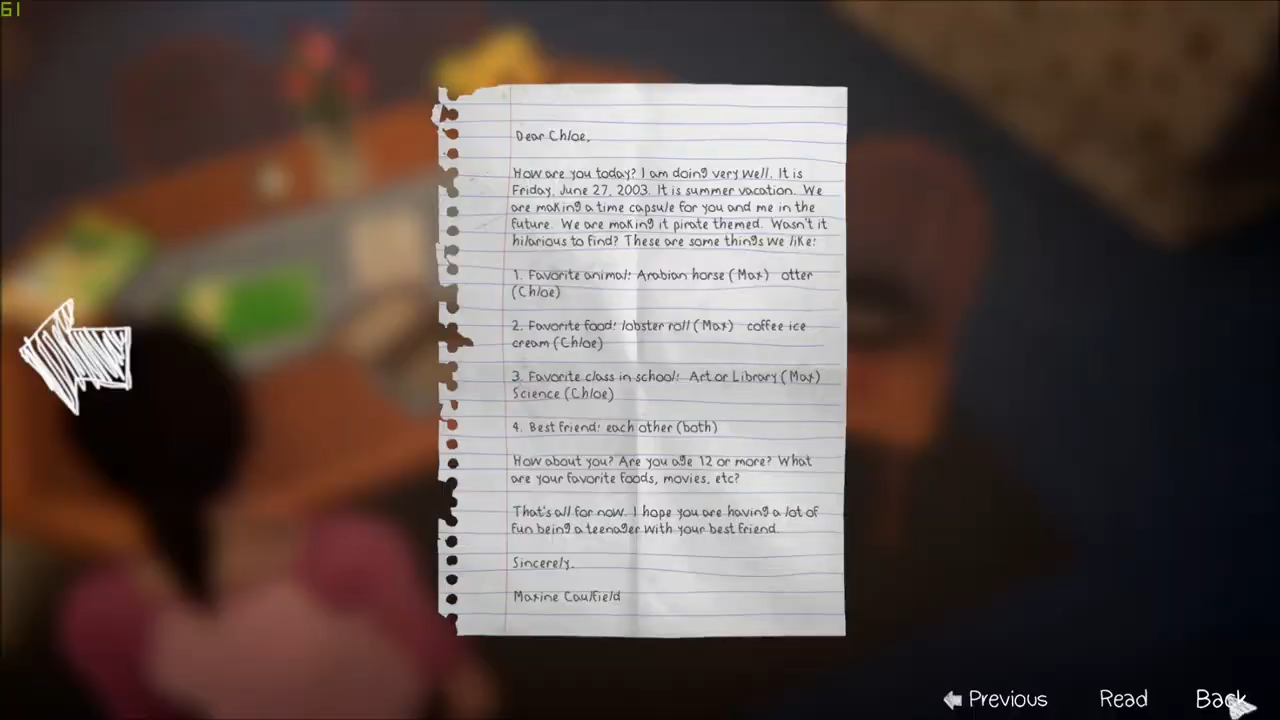 61
Dear Chloe,
How are you today? I am doing very well. It is
Friday, June 27, 2003. It is summer vacation. We
are making a time capsule for you and me in the
future. We are making it pirate themed. Wasn't it
hilarious to find? These are some things we like:
1. Favorite animal: Arabian horse (Max) otter
(Chloe)
2. Favorite food: lobster roll (Max) coffee ice
cream (Chloe)
3. Favorite class in school: Art or Library (Max)
Science (Chloe)
4. Best friend: each other (both)
How about you? Are you age 12 or more? What
are your favorite foods, movies, etc?
That's all for now. I hope you are having a lot of
fun being a teenager with your best friend.
Sincerely,
Maxine Caulfield
Previous Read Back